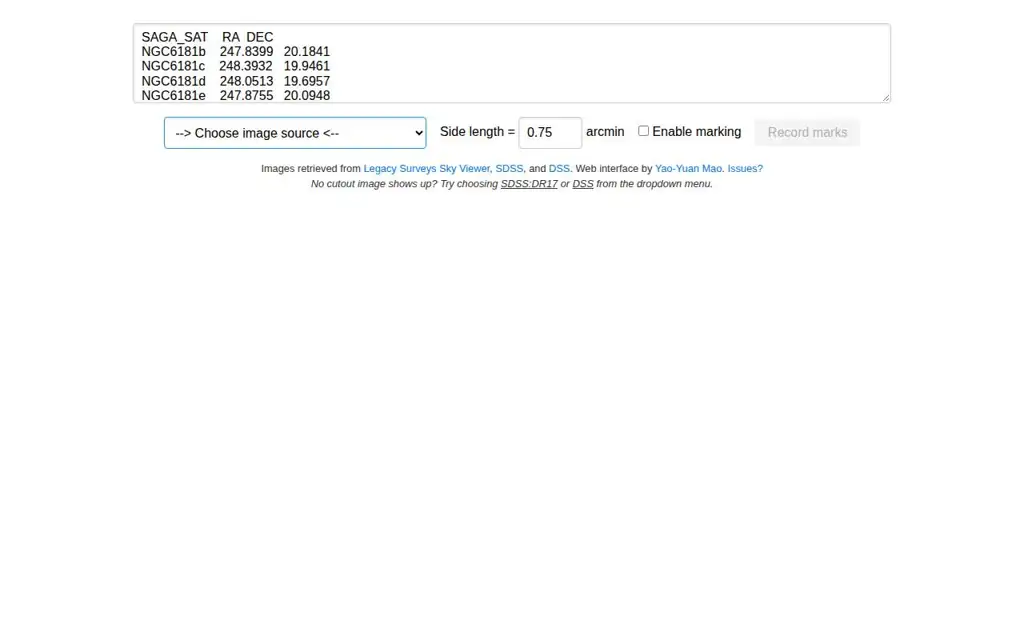 SAGA_SAT RA DEC
NGC6181b 247.8399 20.1841
NGC6181c 248.3932 19.9461
NGC6181d 248.0513 19.6957
NGC6181e 247.8755 20.0948
--> Choose image source <-- Side length = 0.75 arcmin Enable marking Record marks
Images retrieved from Legacy Surveys Sky Viewer, SDSS, and DSS. Web interface by Yao-Yuan Mao. Issues?
No cutout image shows up? Try choosing SDSS:DR17 or DSS from the dropdown menu.